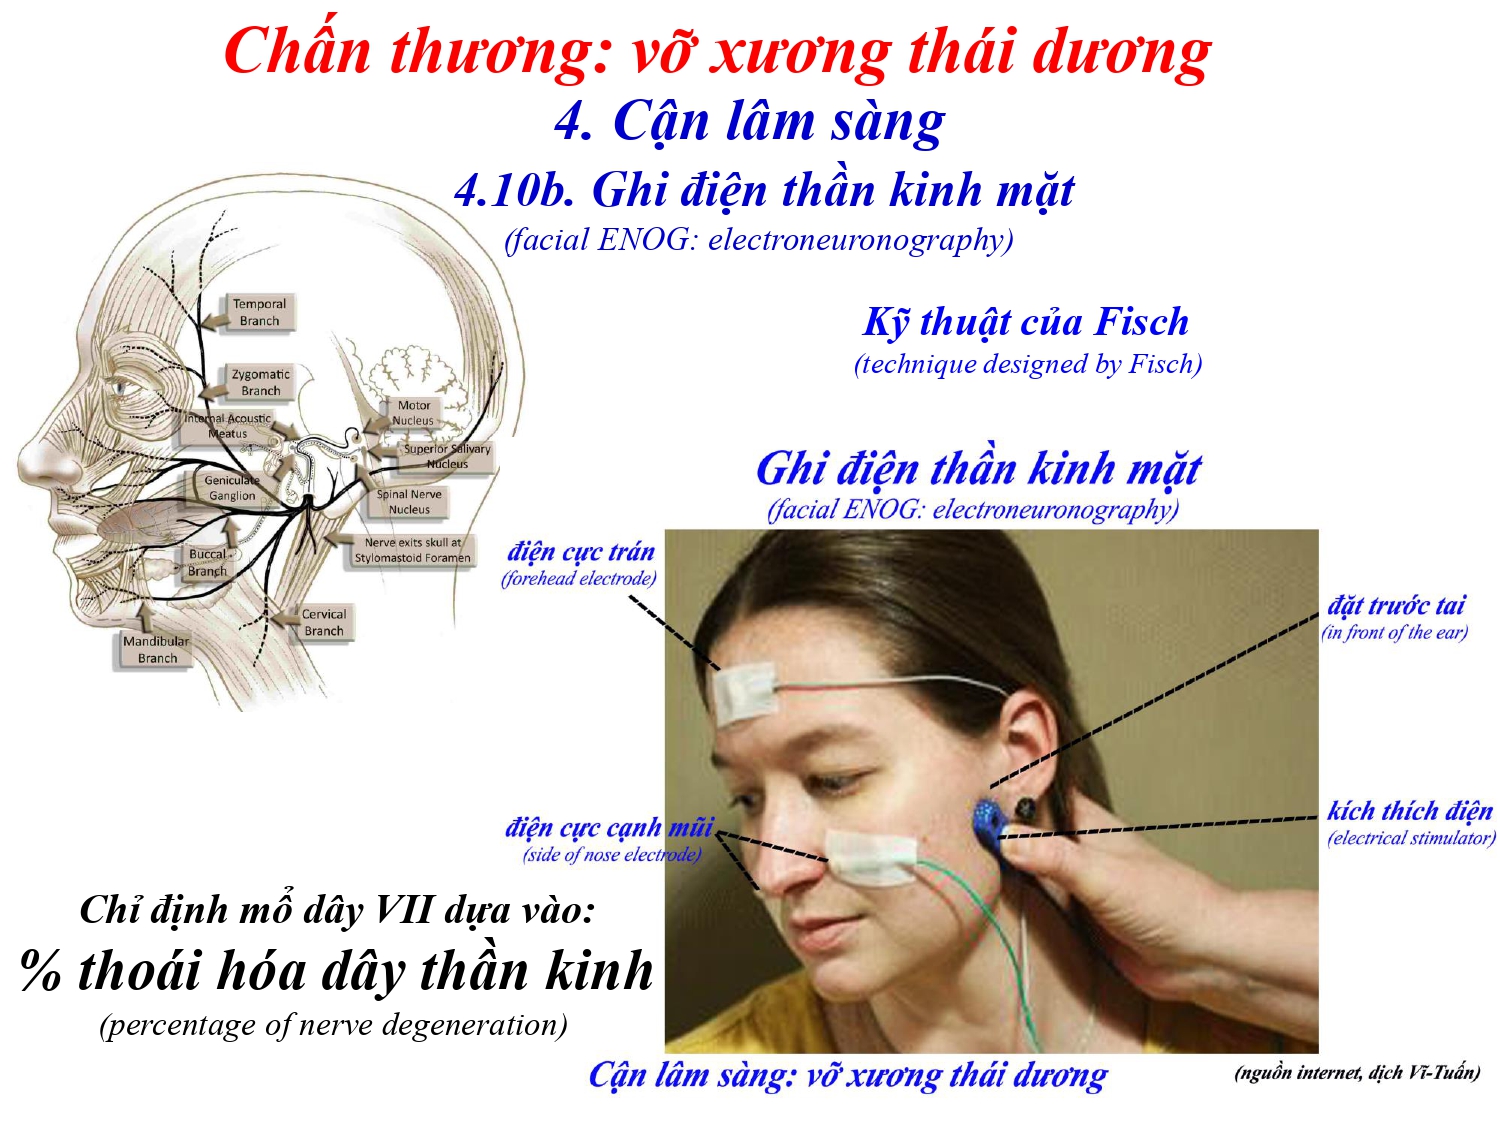 Chấn thương: vỡ xương thái dương
4. Cận lâm sàng
4.10b. Ghi điện thần kinh mặt
(facial ENOG: electroneuronography)
Temporal
Branch
Zygomatic
Branch
Internal Acoustic
Meatus
Motor
Nucleus
Superior Salivary
Nucleus
Geniculate
Ganglion
Spinal Nerve
Nucleus
Buccal
Branch
Nerve exits skull at
Stylomastoid Foramen
Cervical
Branch
Mandibular
Branch
Kỹ thuật của Fisch
(technique designed by Fisch)
Ghi điện thần kinh mặt
(facial ENOG: electroneuronography)
điện cực trán
(forehead electrode)
đặt trước tai
(in front of the ear)
điện cực cạnh mũi
(side of nose electrode)
kích thích điện
(electrical stimulator)
Chỉ định mổ dây VII dựa vào:
% thoái hóa dây thần kinh
(percentage of nerve degeneration)
Cận lâm sàng: vỡ xương thái dương
(nguồn internet, dịch Vĩ-Tuấn)